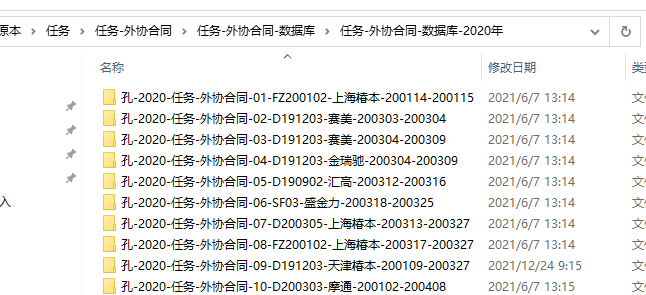 原本 > 任务 > 任务-外协合同 > 任务-外协合同-数据库 > 任务-外协合同-数据库-2020年
名称 修改日期
孔-2020-任务-外协合同-01-FZ200102-上海椿本-200114-200115 2021/6/7 13:14 文
孔-2020-任务-外协合同-02-D191203-赛美-200303-200304 2021/6/7 13:14 文
孔-2020-任务-外协合同-03-D191203-赛美-200304-200309 2021/6/7 13:14 文
孔-2020-任务-外协合同-04-D191203-金瑞驰-200304-200309 2021/6/7 13:14 文
孔-2020-任务-外协合同-05-D190902-汇高-200312-200316 2021/6/7 13:14 文
入 孔-2020-任务-外协合同-06-SF03-盛金力-200318-200325 2021/6/7 13:14 文
孔-2020-任务-外协合同-07-D200305-上海椿本-200313-200327 2021/6/7 13:14 文
孔-2020-任务-外协合同-08-FZ200102-上海椿本-200317-200327 2021/6/7 13:14 文
孔-2020-任务-外协合同-09-D191203-天津椿本-200109-200327 2021/12/24 9:15 文
孔-2020-任务-外协合同-10-D200303-摩通-200102-200408 2021/6/7 13:15 文